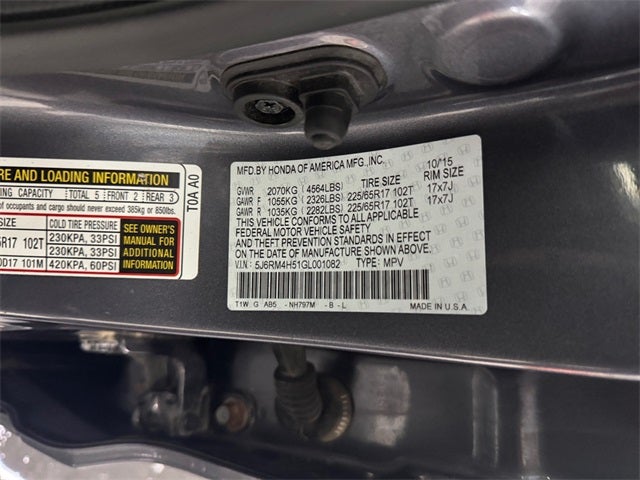 RE AND LOADING INFORMATION
ING CAPACITY TOTAL 5 FRONT 2 REAR 3
of occupants and cargo should never exceed 385kg or 850lbs.
SIZE COLD TIRE PRESSURE
5R17 102T 230KPA, 33PSI
230KPA, 33PSI
0D17 101M 420KPA, 60PSI
SEE OWNER'S
MANUAL FOR
ADDITIONAL
INFORMATION
T0A A0
MFD.BY HONDA OF AMERICA MFG.,INC. 10/15
TIRE SIZE RIM SIZE
GVWR 2070KG (4564LBS)
GAWR F 1055KG (2326LBS) 225/65R17 102T 17x7J
GAWR R 1035KG (2282LBS) 225/65R17 102T 17x7J
THIS VEHICLE CONFORMS TO ALL APPLICABLE
FEDERAL MOTOR VEHICLE SAFETY
AND THEFT PREVENTION STANDARDS IN EFFECT
ON THE DATE OF MANUFACTURE SHOWN ABOVE.
V.I.N: 5J6RM4H51GL001082 TYPE: MPV
T1W G AB5 - NH797M - B - L MADE IN U.S.A.